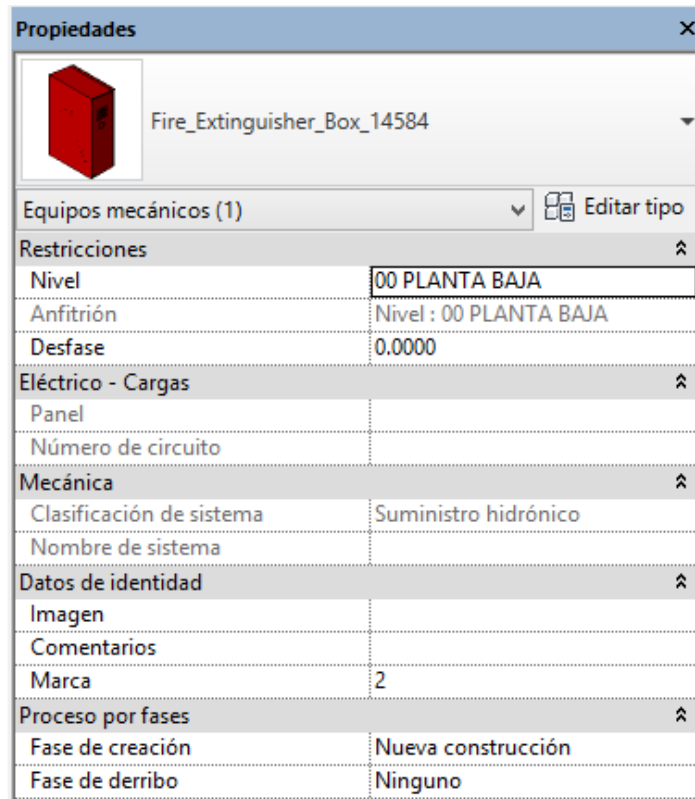 Propiedades
Fire_Extinguisher_Box_14584
Equipos mecánicos (1) Editar tipo
Restricciones
Nivel 00 PLANTA BAJA
Anfitrión Nivel : 00 PLANTA BAJA
Desfase 0.0000
Eléctrico - Cargas
Panel
Número de circuito
Mecánica
Clasificación de sistema Suministro hidrónico
Nombre de sistema
Datos de identidad
Imagen
Comentarios
Marca 2
Proceso por fases
Fase de creación Nueva construcción
Fase de derribo Ninguno